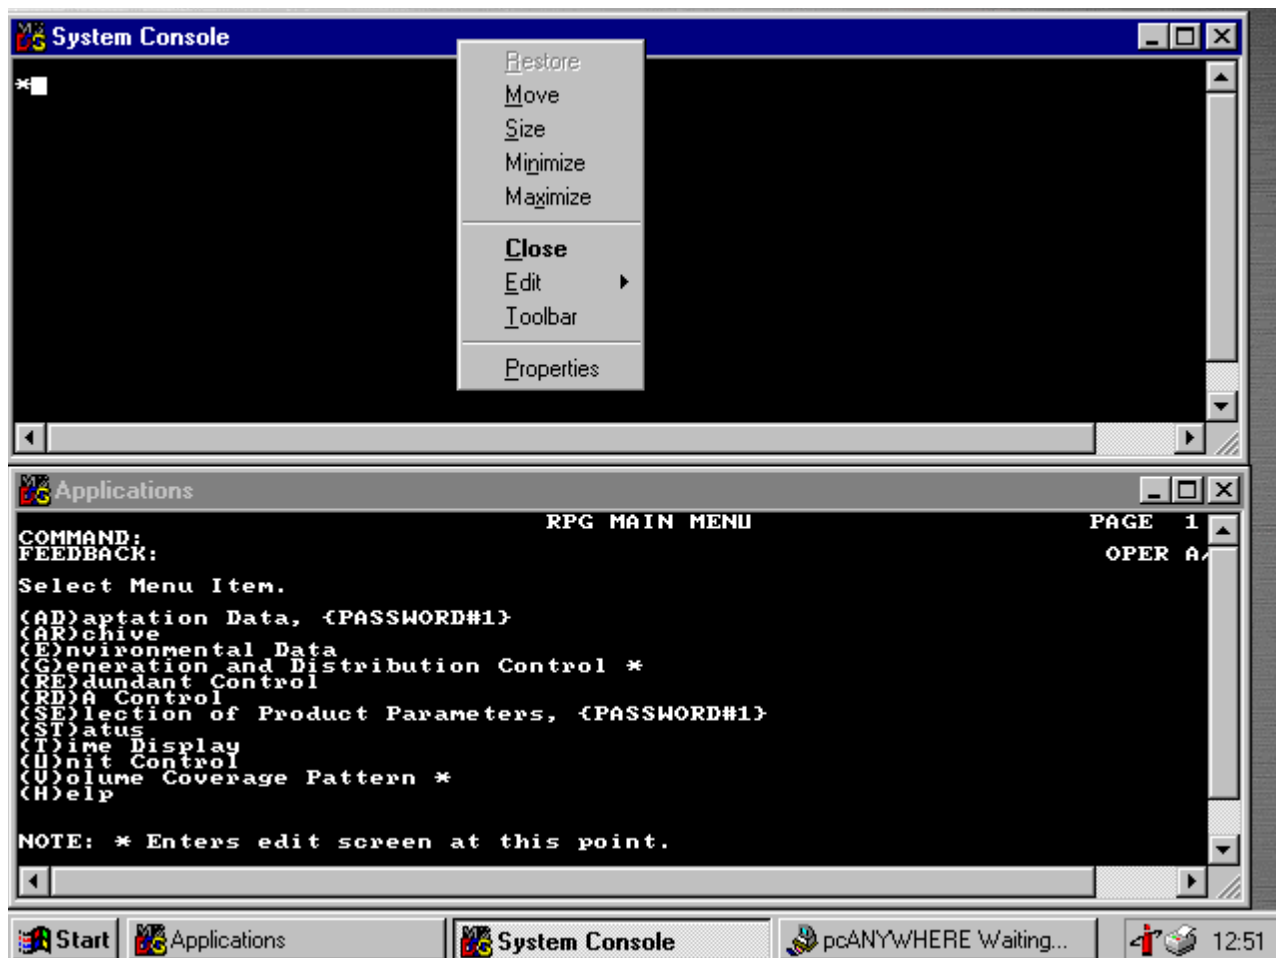 System Console
*
Restore
Move
Size
Minimize
Maximize
Close
Edit
Toolbar
Properties
Applications
RPG MAIN MENU PAGE 1
COMMAND:
FEEDBACK:
OPER A/
Select Menu Item.
(AD)aptation Data, {PASSWORD#1}
(AR)chive
(E)nvironmental Data
(G)eneration and Distribution Control *
(RE)dundant Control
(RD)A Control
(SE)lection of Product Parameters, {PASSWORD#1}
(ST)atus
(T)ime Display
(U)nit Control
(V)olume Coverage Pattern *
(H)elp
NOTE: * Enters edit screen at this point.
Start Applications System Console pcANYWHERE Waiting... 12:51